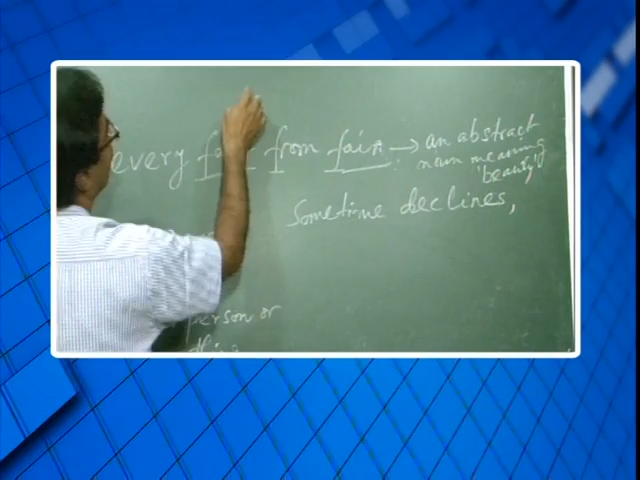 every from fair → an abstract
noun meaning
'beauty'
Sometime declines,
person or